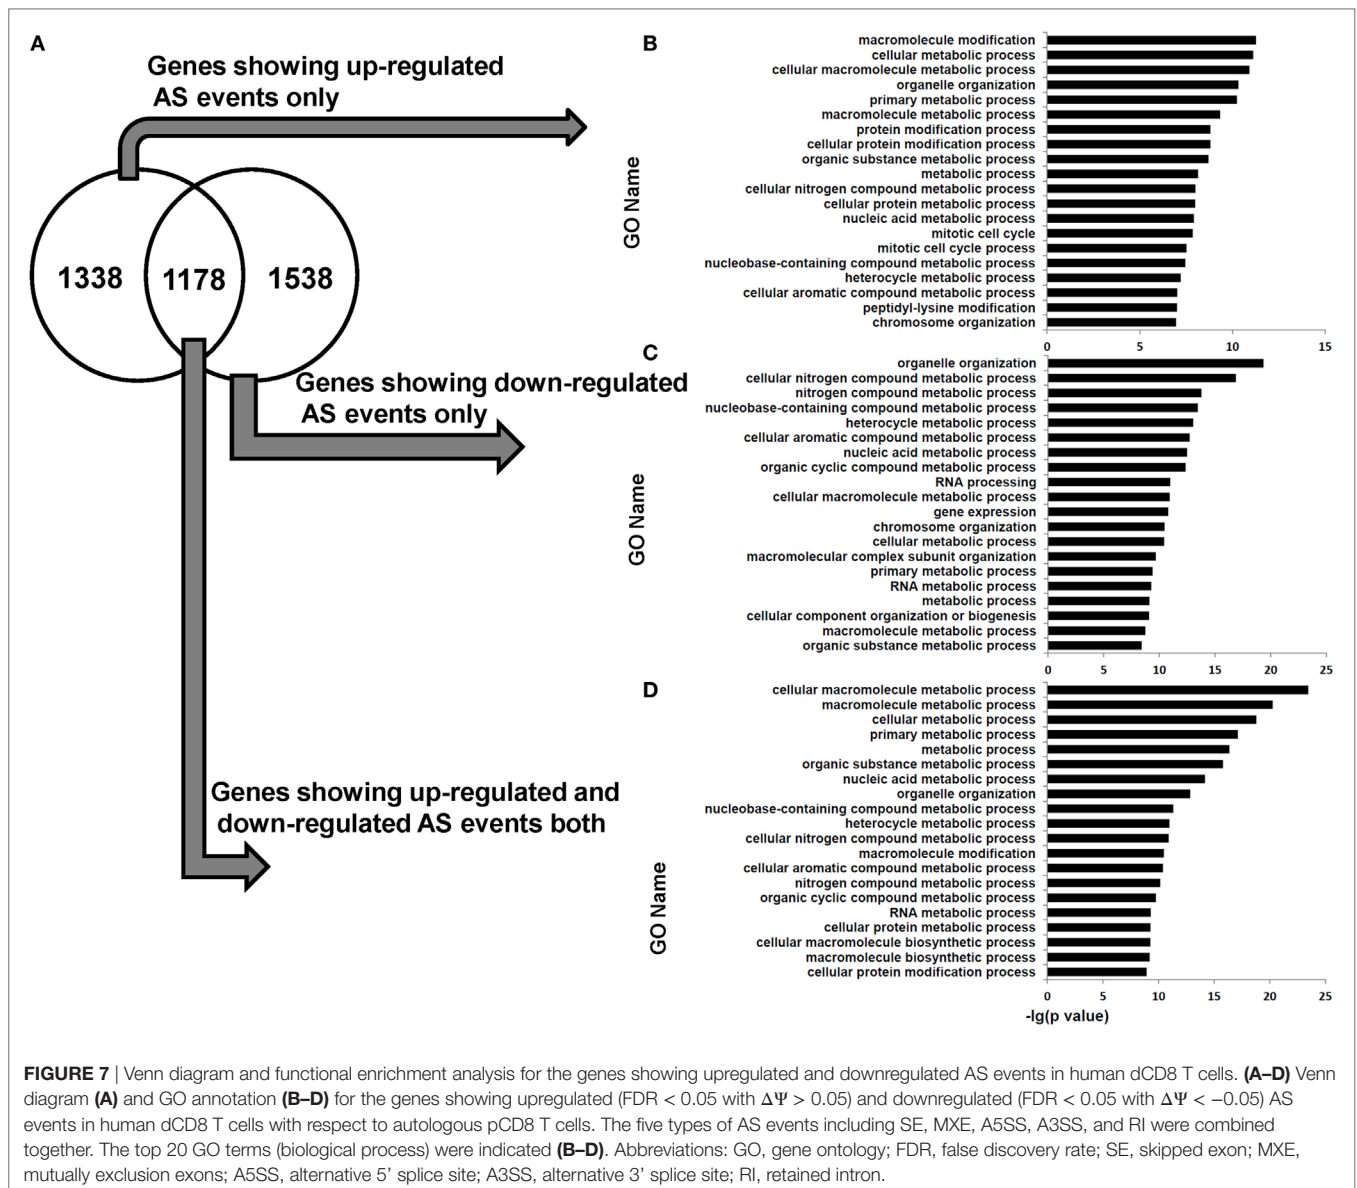 A
Genes showing up-regulated
AS events only
1338
1178
1538
Genes showing down-regulated
AS events only
Genes showing up-regulated and
down-regulated AS events both
B
GO Name
macromolecule modification
cellular metabolic process
cellular macromolecule metabolic process
organelle organization
primary metabolic process
macromolecule metabolic process
protein modification process
cellular protein modification process
organic substance metabolic process
metabolic process
cellular nitrogen compound metabolic process
cellular protein metabolic process
nucleic acid metabolic process
mitotic cell cycle
mitotic cell cycle process
nucleobase-containing compound metabolic process
heterocycle metabolic process
cellular aromatic compound metabolic process
peptidyl-lysine modification
chromosome organization
0 5 10 15
C
GO Name
organelle organization
cellular nitrogen compound metabolic process
nitrogen compound metabolic process
nucleobase-containing compound metabolic process
heterocycle metabolic process
cellular aromatic compound metabolic process
nucleic acid metabolic process
organic cyclic compound metabolic process
RNA processing
cellular macromolecule metabolic process
gene expression
chromosome organization
cellular metabolic process
macromolecular complex subunit organization
primary metabolic process
RNA metabolic process
metabolic process
cellular component organization or biogenesis
macromolecule metabolic process
organic substance metabolic process
0 5 10 15 20 25
D
GO Name
cellular macromolecule metabolic process
macromolecule metabolic process
cellular metabolic process
primary metabolic process
metabolic process
organic substance metabolic process
nucleic acid metabolic process
organelle organization
nucleobase-containing compound metabolic process
heterocycle metabolic process
cellular nitrogen compound metabolic process
macromolecule modification
cellular aromatic compound metabolic process
nitrogen compound metabolic process
organic cyclic compound metabolic process
RNA metabolic process
cellular protein metabolic process
cellular macromolecule biosynthetic process
macromolecule biosynthetic process
cellular protein modification process
0 5 10 15 20 25
-lg(p value)
FIGURE 7 | Venn diagram and functional enrichment analysis for the genes showing upregulated and downregulated AS events in human dCD8 T cells. (A–D) Venn
diagram (A) and GO annotation (B–D) for the genes showing upregulated (FDR < 0.05 with ΔΨ > 0.05) and downregulated (FDR < 0.05 with ΔΨ < −0.05) AS
events in human dCD8 T cells with respect to autologous pCD8 T cells. The five types of AS events including SE, MXE, A5SS, A3SS, and RI were combined
together. The top 20 GO terms (biological process) were indicated (B–D). Abbreviations: GO, gene ontology; FDR, false discovery rate; SE, skipped exon; MXE,
mutually exclusion exons; A5SS, alternative 5’ splice site; A3SS, alternative 3’ splice site; RI, retained intron.